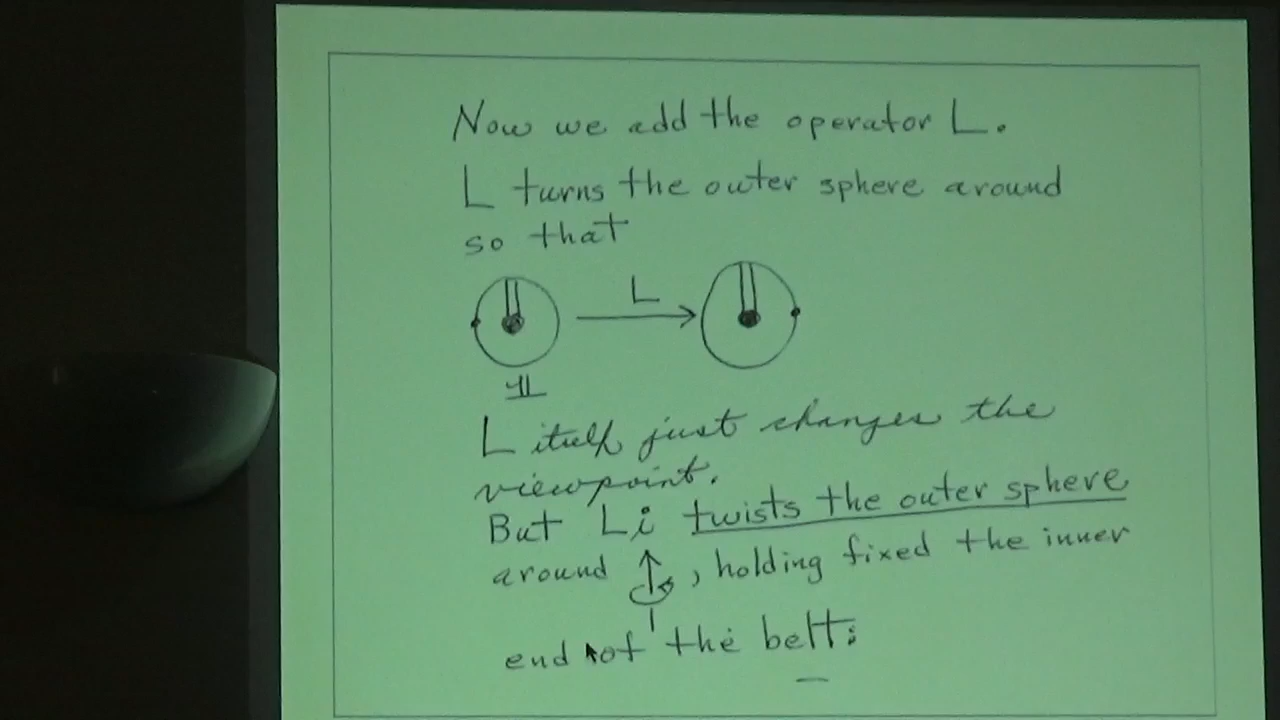 Now we add the operator L.
L turns the outer sphere around
so that
L
𝟙
L itself just changes the
viewpoint.
But Li twists the outer sphere
around , holding fixed the inner
end of the belt: